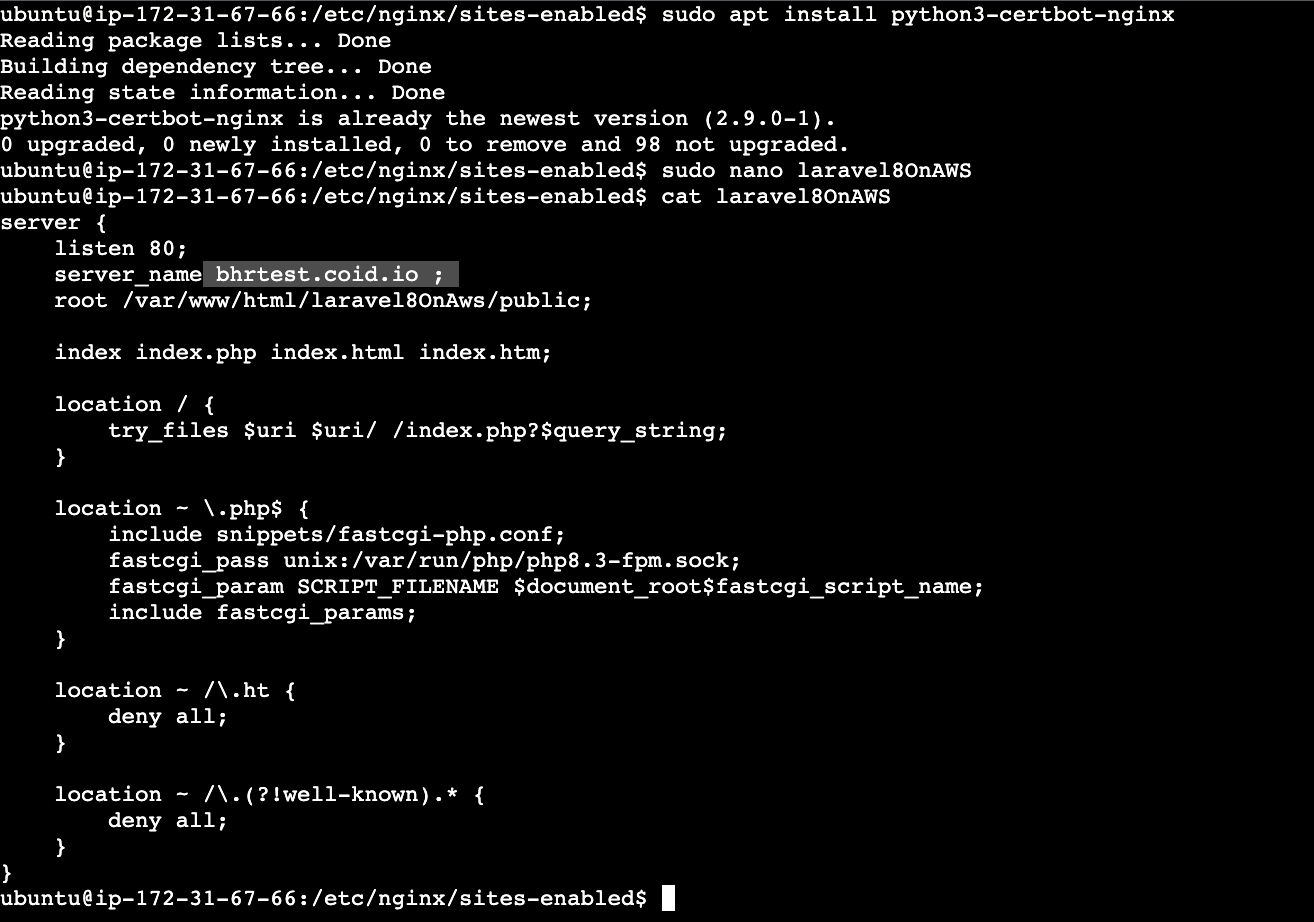 ubuntu@ip-172-31-67-66:/etc/nginx/sites-enabled$ sudo apt install python3-certbot-nginx
Reading package lists... Done
Building dependency tree... Done
Reading state information... Done
python3-certbot-nginx is already the newest version (2.9.0-1).
0 upgraded, 0 newly installed, 0 to remove and 98 not upgraded.
ubuntu@ip-172-31-67-66:/etc/nginx/sites-enabled$ sudo nano laravel8OnAWS
ubuntu@ip-172-31-67-66:/etc/nginx/sites-enabled$ cat laravel8OnAWS
server {
    listen 80;
    server_name bhrtest.coid.io ;
    root /var/www/html/laravel8OnAws/public;

    index index.php index.html index.htm;

    location / {
        try_files $uri $uri/ /index.php?$query_string;
    }

    location ~ \.php$ {
        include snippets/fastcgi-php.conf;
        fastcgi_pass unix:/var/run/php/php8.3-fpm.sock;
        fastcgi_param SCRIPT_FILENAME $document_root$fastcgi_script_name;
        include fastcgi_params;
    }

    location ~ /\.ht {
        deny all;
    }

    location ~ /\.(?!well-known).* {
        deny all;
    }
}
ubuntu@ip-172-31-67-66:/etc/nginx/sites-enabled$